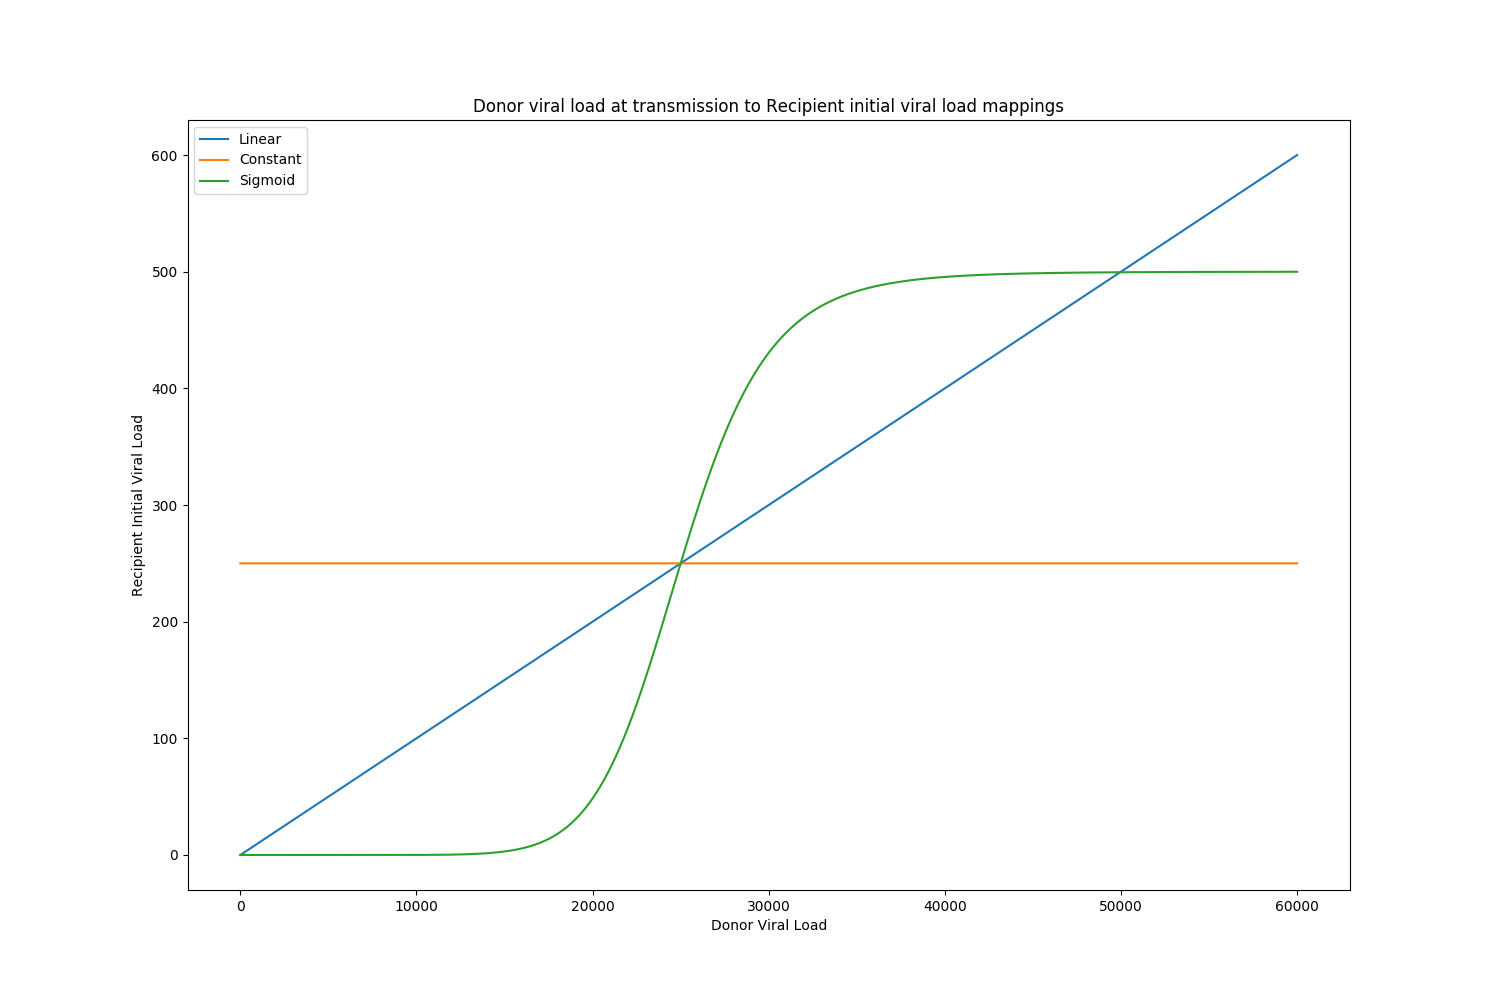 Donor viral load at transmission to Recipient initial viral load mappings
Linear
Constant
Sigmoid
600
500
400
300
200
100
0
Recipient Initial Viral Load
0 10000 20000 30000 40000 50000 60000
Donor Viral Load